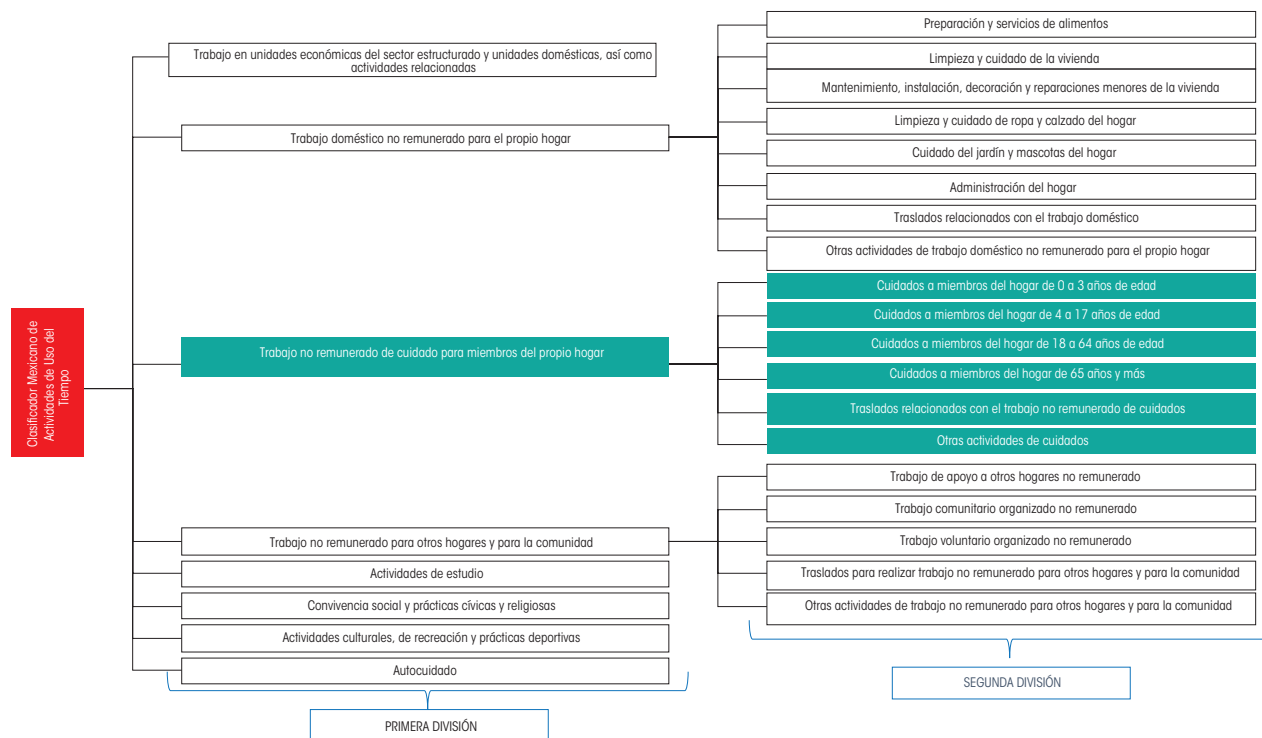 Clasificador Mexicano de
Actividades de Uso del
Tiempo
Trabajo en unidades económicas del sector estructurado y unidades domésticas, así como
actividades relacionadas
Trabajo doméstico no remunerado para el propio hogar
Trabajo no remunerado de cuidado para miembros del propio hogar
Trabajo no remunerado para otros hogares y para la comunidad
Actividades de estudio
Convivencia social y prácticas cívicas y religiosas
Actividades culturales, de recreación y prácticas deportivas
Autocuidado
PRIMERA DIVISIÓN
Preparación y servicios de alimentos
Limpieza y cuidado de la vivienda
Mantenimiento, instalación, decoración y reparaciones menores de la vivienda
Limpieza y cuidado de ropa y calzado del hogar
Cuidado del jardín y mascotas del hogar
Administración del hogar
Traslados relacionados con el trabajo doméstico
Otras actividades de trabajo doméstico no remunerado para el propio hogar
Cuidados a miembros del hogar de 0 a 3 años de edad
Cuidados a miembros del hogar de 4 a 17 años de edad
Cuidados a miembros del hogar de 18 a 64 años de edad
Cuidados a miembros del hogar de 65 años y más
Traslados relacionados con el trabajo no remunerado de cuidados
Otras actividades de cuidados
Trabajo de apoyo a otros hogares no remunerado
Trabajo comunitario organizado no remunerado
Trabajo voluntario organizado no remunerado
Traslados para realizar trabajo no remunerado para otros hogares y para la comunidad
Otras actividades de trabajo no remunerado para otros hogares y para la comunidad
SEGUNDA DIVISIÓN